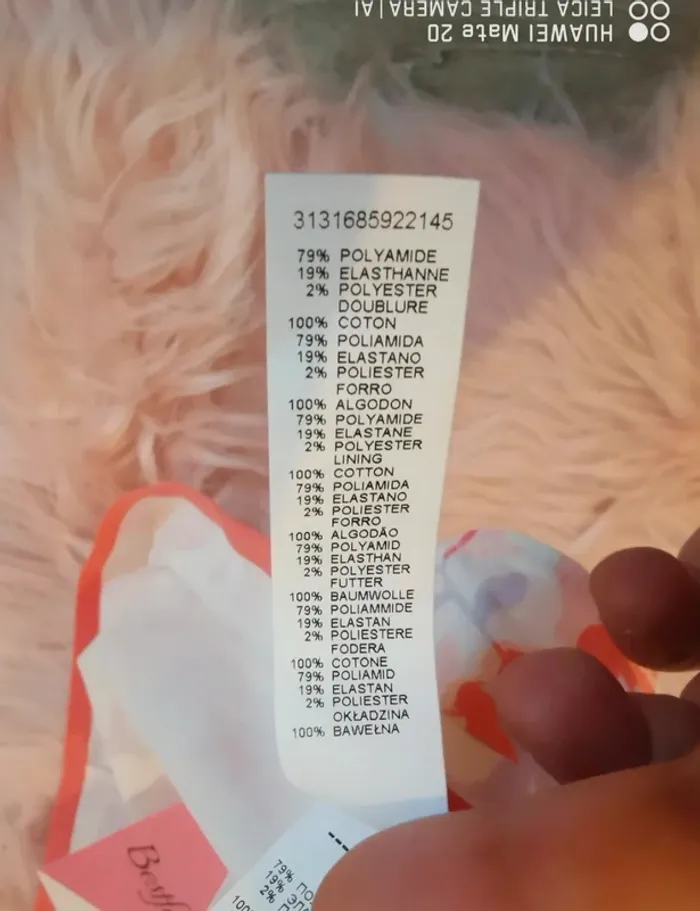 HUAWEI Mate 20
LEICA TRIPLE CAMERA | AI
3131685922145
79% POLYAMIDE
19% ELASTHANNE
2% POLYESTER
DOUBLURE
100% COTON
79% POLIAMIDA
19% ELASTANO
2% POLIESTER
FORRO
100% ALGODON
79% POLYAMIDE
19% ELASTANE
2% POLYESTER
LINING
100% COTTON
79% POLIAMIDA
19% ELASTANO
2% POLIESTER
FORRO
100% ALGODÃO
79% POLYAMID
19% ELASTHAN
2% POLYESTER
FUTTER
100% BAUMWOLLE
79% POLIAMMIDE
19% ELASTAN
2% POLIESTERE
FODERA
100% COTONE
79% POLIAMID
19% ELASTAN
2% POLIESTER
OKŁADZINA
100% BAWEŁNA
79%
19%
2%